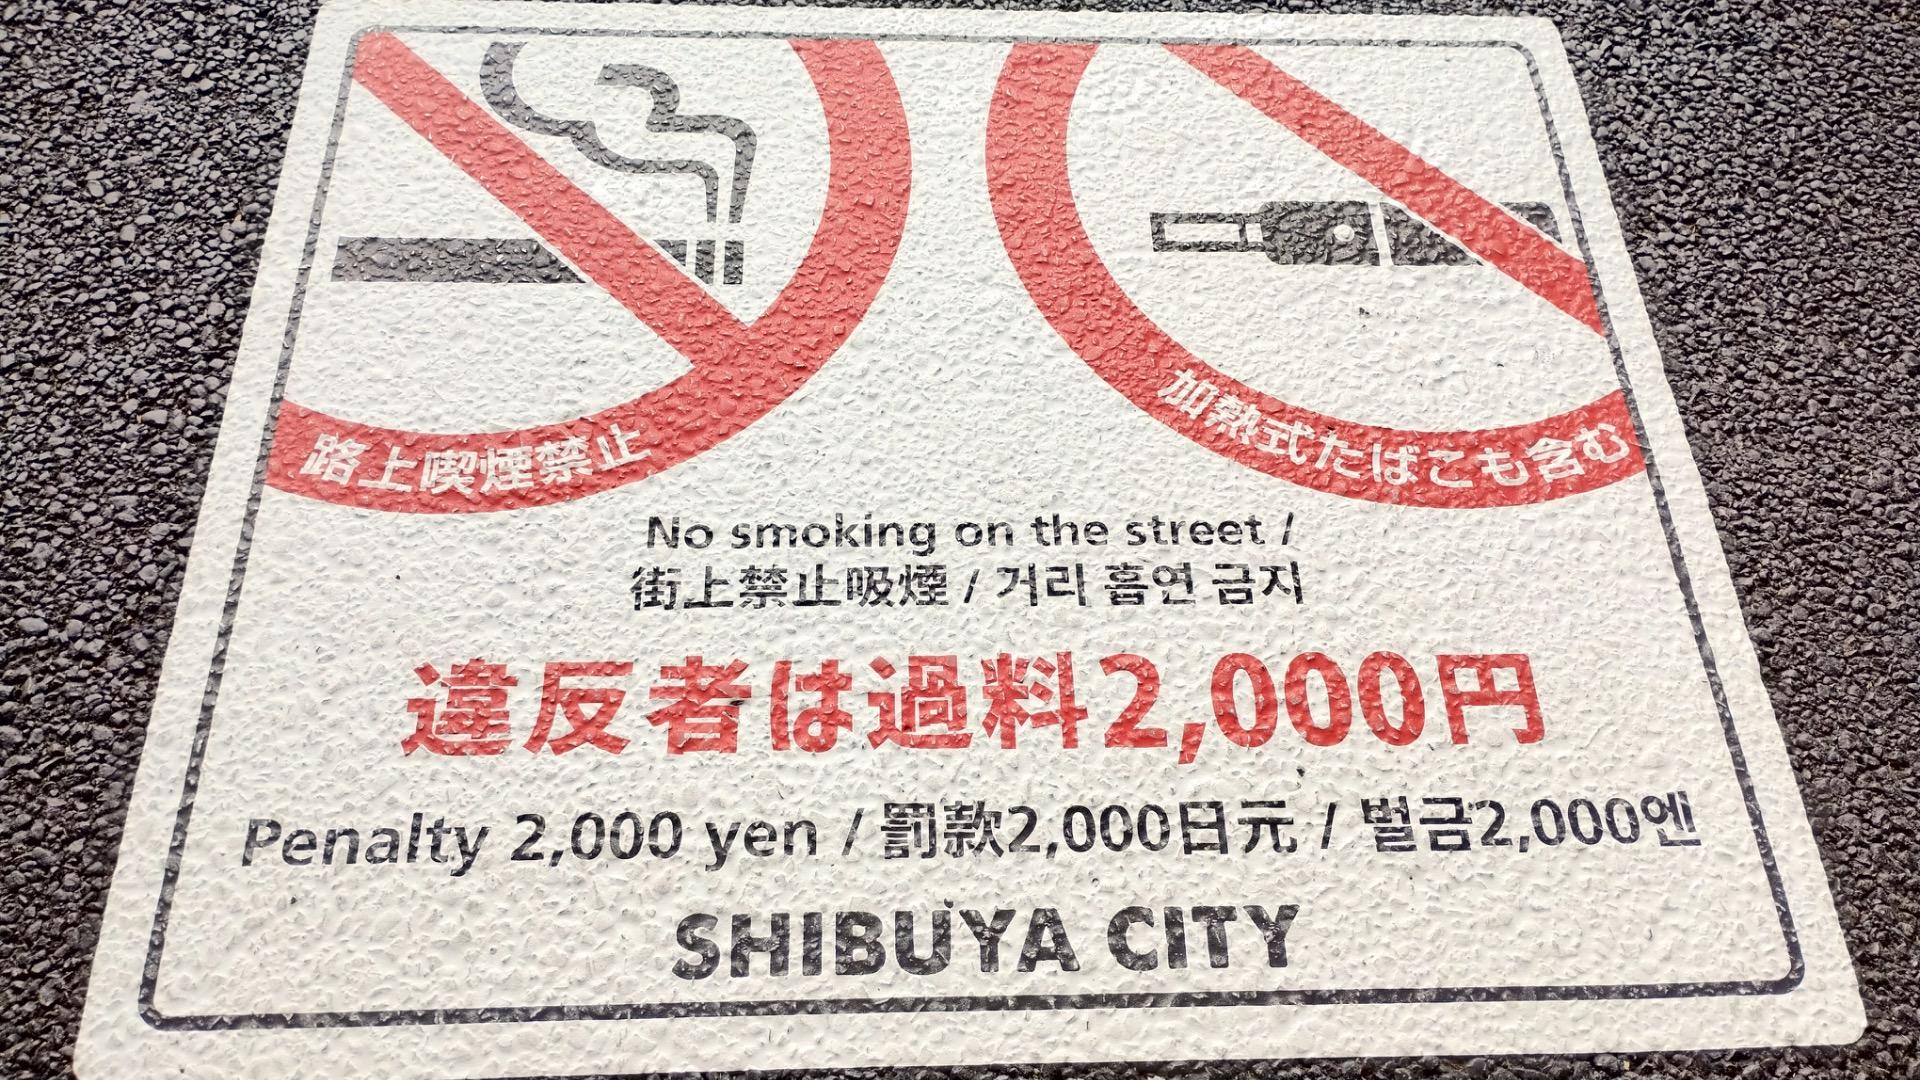 路上喫煙禁止
加熱式たばこも含む
No smoking on the street /
街上禁止吸煙 / 거리 흡연 금지
違反者は過料2,000円
Penalty 2,000 yen / 罰款2,000日元 / 벌금2,000엔
SHIBUYA CITY